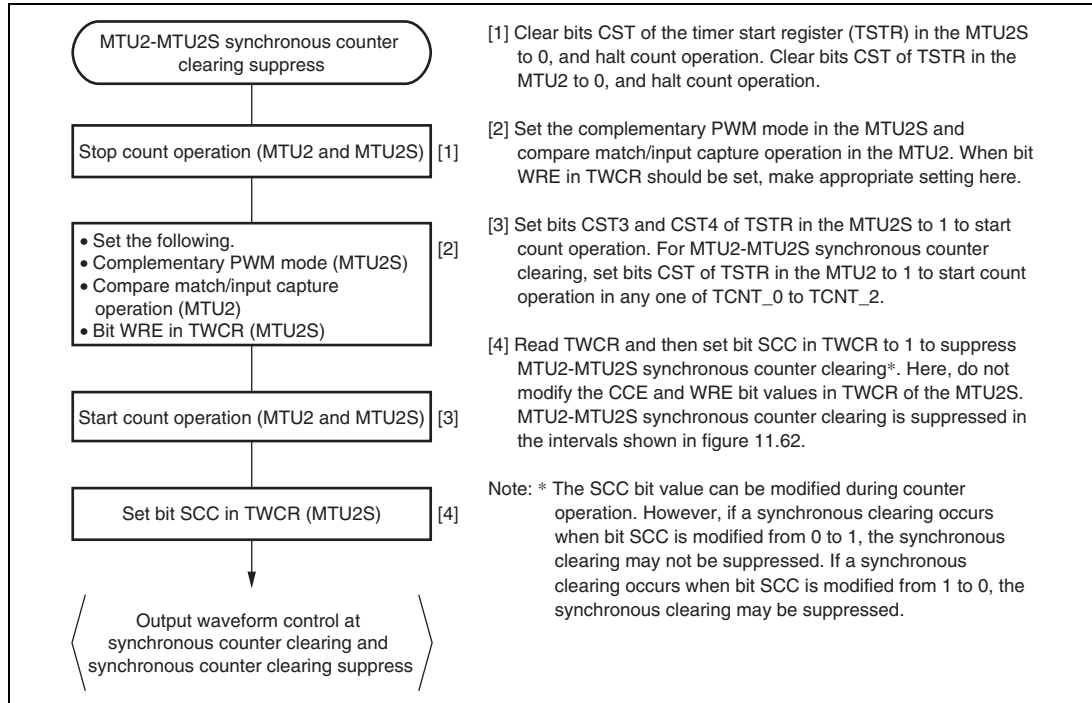 MTU2-MTU2S synchronous counter
clearing suppress
Stop count operation (MTU2 and MTU2S)
[1]
• Set the following.
• Complementary PWM mode (MTU2S)
• Compare match/input capture
operation (MTU2)
• Bit WRE in TWCR (MTU2S)
[2]
Start count operation (MTU2 and MTU2S)
[3]
Set bit SCC in TWCR (MTU2S)
[4]
Output waveform control at
synchronous counter clearing and
synchronous counter clearing suppress
[1] Clear bits CST of the timer start register (TSTR) in the MTU2S
to 0, and halt count operation. Clear bits CST of TSTR in the
MTU2 to 0, and halt count operation.
[2] Set the complementary PWM mode in the MTU2S and
compare match/input capture operation in the MTU2. When bit
WRE in TWCR should be set, make appropriate setting here.
[3] Set bits CST3 and CST4 of TSTR in the MTU2S to 1 to start
count operation. For MTU2-MTU2S synchronous counter
clearing, set bits CST of TSTR in the MTU2 to 1 to start count
operation in any one of TCNT_0 to TCNT_2.
[4] Read TWCR and then set bit SCC in TWCR to 1 to suppress
MTU2-MTU2S synchronous counter clearing*. Here, do not
modify the CCE and WRE bit values in TWCR of the MTU2S.
MTU2-MTU2S synchronous counter clearing is suppressed in
the intervals shown in figure 11.62.
Note: * The SCC bit value can be modified during counter
operation. However, if a synchronous clearing occurs
when bit SCC is modified from 0 to 1, the synchronous
clearing may not be suppressed. If a synchronous
clearing occurs when bit SCC is modified from 1 to 0, the
synchronous clearing may be suppressed.